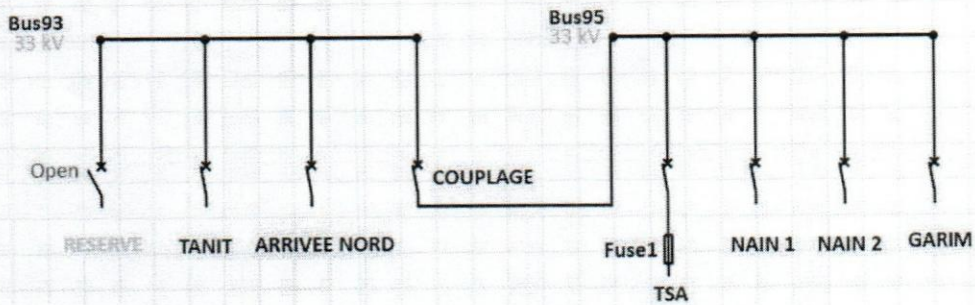 Bus93
33 kV
Bus95
33 kV
Open
COUPLAGE
RESERVE
TANIT
ARRIVEE NORD
Fuse1
NAIN 1
NAIN 2
GARIM
TSA